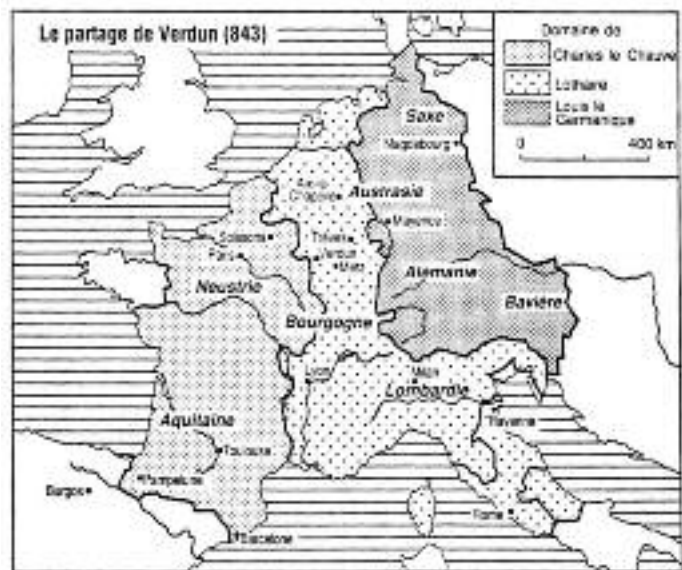 Le partage de Verdun (843)
Domaine de
Charles le Chauve
Lothaire
Louis le
Germanique
0 400 km
Saxe
Magdebourg
Aix-la-
Chapelle
Austrasie
Mayence
Soissons
Trèves
Paris
Verdun
Metz
Neustrie
Alémanie
Bavière
Bourgogne
Lyon
Milan
Lombardie
Aquitaine
Ravenne
Toulouse
Pampelune
Burgos
Rome
Barcelone